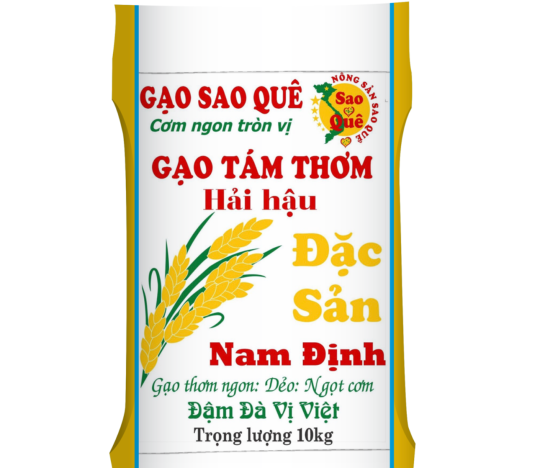 GẠO SAO QUÊ
Cơm ngon tròn vị
NÔNG SẢN SAO QUÊ
Sao
Quê
GẠO TÁM THƠM
Hải hậu
Đặc
Sản
Nam Định
Gạo thơm ngon: Dẻo: Ngọt cơm
Đậm Đà Vị Việt
Trọng lượng 10kg